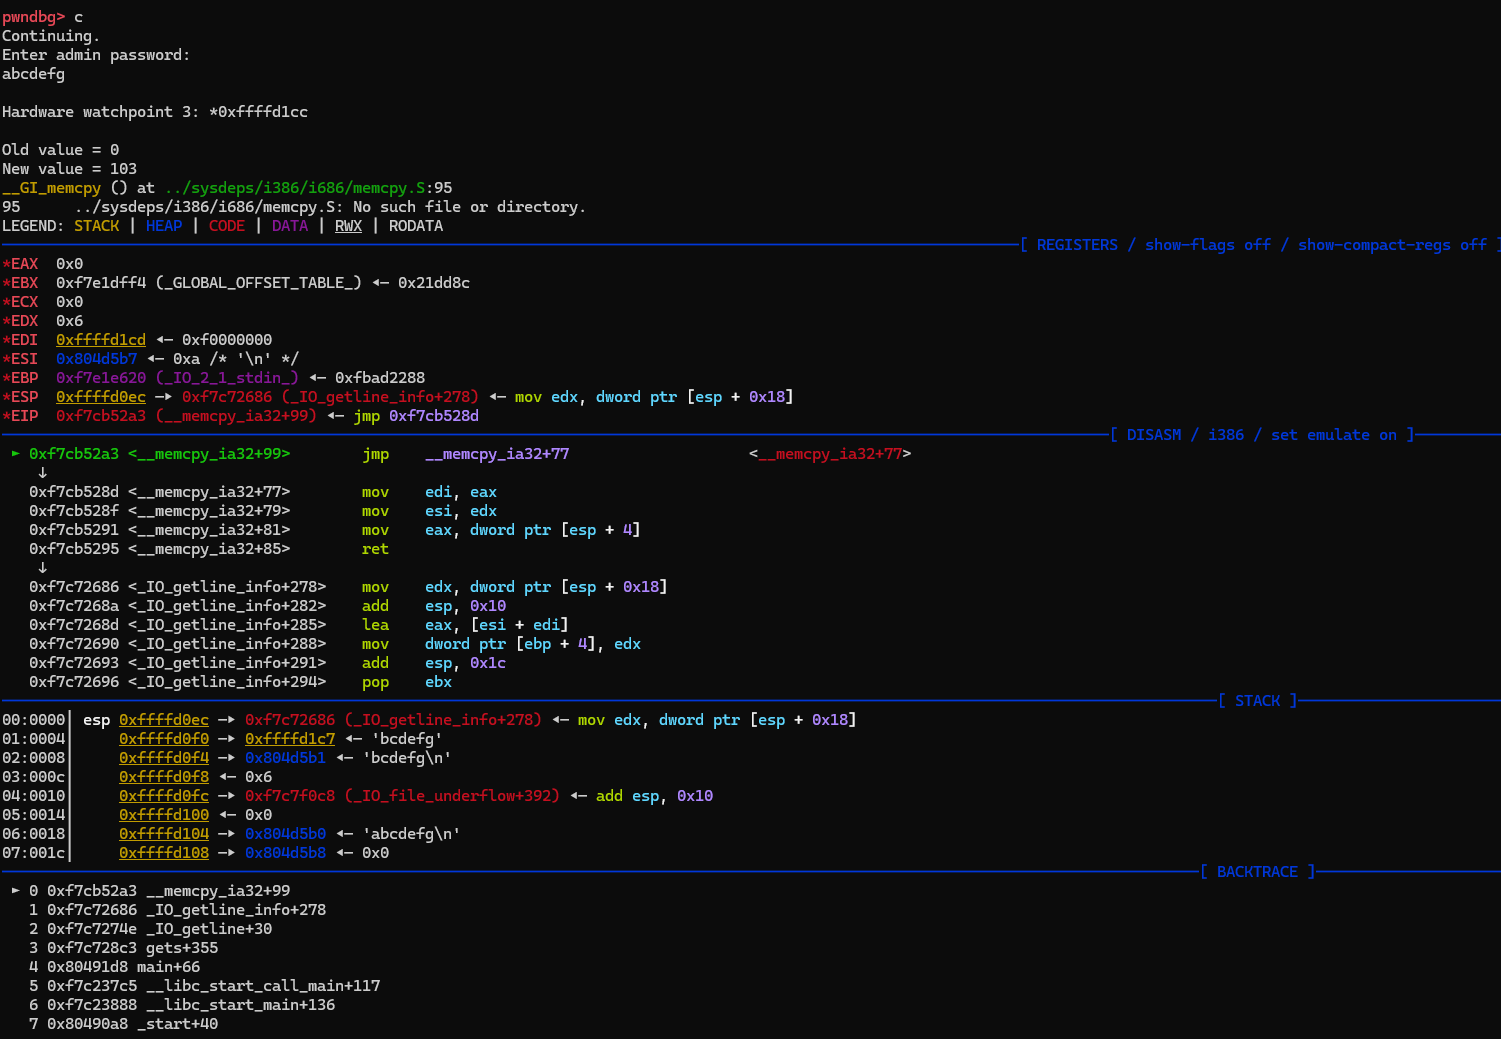 pwndbg> c
Continuing.
Enter admin password:
abcdefg
Hardware watchpoint 3: *0xffffd1cc
Old value = 0
New value = 103
__GI_memcpy () at ../sysdeps/i386/i686/memcpy.S:95
95      ../sysdeps/i386/i686/memcpy.S: No such file or directory.
LEGEND: STACK | HEAP | CODE | DATA | RWX | RODATA
[ REGISTERS / show-flags off / show-compact-regs off ]
*EAX  0x0
*EBX  0xf7e1dff4 (_GLOBAL_OFFSET_TABLE_) ◂— 0x21dd8c
*ECX  0x0
*EDX  0x6
*EDI  0xffffd1cd ◂— 0xf0000000
*ESI  0x804d5b7 ◂— 0xa /* '\n' */
*EBP  0xf7e1e620 (_IO_2_1_stdin_) ◂— 0xfbad2288
*ESP  0xffffd0ec —▸ 0xf7c72686 (_IO_getline_info+278) ◂— mov edx, dword ptr [esp + 0x18]
*EIP  0xf7cb52a3 (__memcpy_ia32+99) ◂— jmp 0xf7cb528d
[ DISASM / i386 / set emulate on ]
► 0xf7cb52a3 <__memcpy_ia32+99>        jmp    __memcpy_ia32+77                    <__memcpy_ia32+77>
↓
0xf7cb528d <__memcpy_ia32+77>        mov    edi, eax
0xf7cb528f <__memcpy_ia32+79>        mov    esi, edx
0xf7cb5291 <__memcpy_ia32+81>        mov    eax, dword ptr [esp + 4]
0xf7cb5295 <__memcpy_ia32+85>        ret
↓
0xf7c72686 <_IO_getline_info+278>    mov    edx, dword ptr [esp + 0x18]
0xf7c7268a <_IO_getline_info+282>    add    esp, 0x10
0xf7c7268d <_IO_getline_info+285>    lea    eax, [esi + edi]
0xf7c72690 <_IO_getline_info+288>    mov    dword ptr [ebp + 4], edx
0xf7c72693 <_IO_getline_info+291>    add    esp, 0x1c
0xf7c72696 <_IO_getline_info+294>    pop    ebx
[ STACK ]
00:0000│ esp 0xffffd0ec —▸ 0xf7c72686 (_IO_getline_info+278) ◂— mov edx, dword ptr [esp + 0x18]
01:0004│     0xffffd0f0 —▸ 0xffffd1c7 ◂— 'bcdefg'
02:0008│     0xffffd0f4 —▸ 0x804d5b1 ◂— 'bcdefg\n'
03:000c│     0xffffd0f8 ◂— 0x6
04:0010│     0xffffd0fc —▸ 0xf7c7f0c8 (_IO_file_underflow+392) ◂— add esp, 0x10
05:0014│     0xffffd100 ◂— 0x0
06:0018│     0xffffd104 —▸ 0x804d5b0 ◂— 'abcdefg\n'
07:001c│     0xffffd108 —▸ 0x804d5b8 ◂— 0x0
[ BACKTRACE ]
► 0 0xf7cb52a3 __memcpy_ia32+99
1 0xf7c72686 _IO_getline_info+278
2 0xf7c7274e _IO_getline+30
3 0xf7c728c3 gets+355
4 0x80491d8 main+66
5 0xf7c237c5 __libc_start_call_main+117
6 0xf7c23888 __libc_start_main+136
7 0x80490a8 _start+40